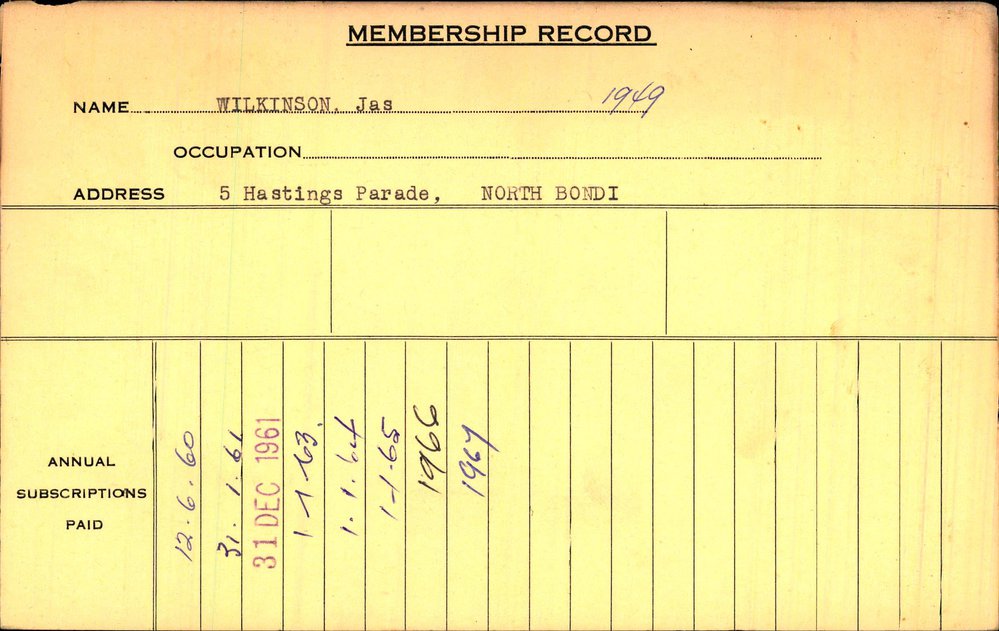 MEMBERSHIP RECORD
NAME WILKINSON. Jas 1949
OCCUPATION
ADDRESS 5 Hastings Parade, NORTH BONDI
ANNUAL
SUBSCRIPTIONS
PAID
12.6.60
31.1.61
31 DEC 1961
1-1-63.
1.1.64
1-1-65
1966
1967